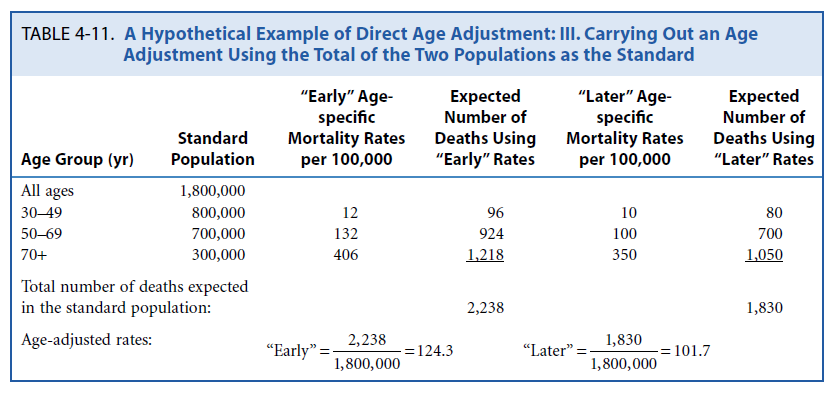 TABLE 4-11. A Hypothetical Example of Direct Age Adjustment: III. Carrying Out an Age
Adjustment Using the Total of the Two Populations as the Standard
Age Group (yr) Standard Population "Early" Age-specific Mortality Rates per 100,000 Expected Number of Deaths Using "Early" Rates "Later" Age-specific Mortality Rates per 100,000 Expected Number of Deaths Using "Later" Rates
All ages 1,800,000
30–49 800,000 12 96 10 80
50–69 700,000 132 924 100 700
70+ 300,000 406 1,218 350 1,050
Total number of deaths expected
in the standard population: 2,238 1,830
Age-adjusted rates: "Early" = 2,238 / 1,800,000 = 124.3 "Later" = 1,830 / 1,800,000 = 101.7